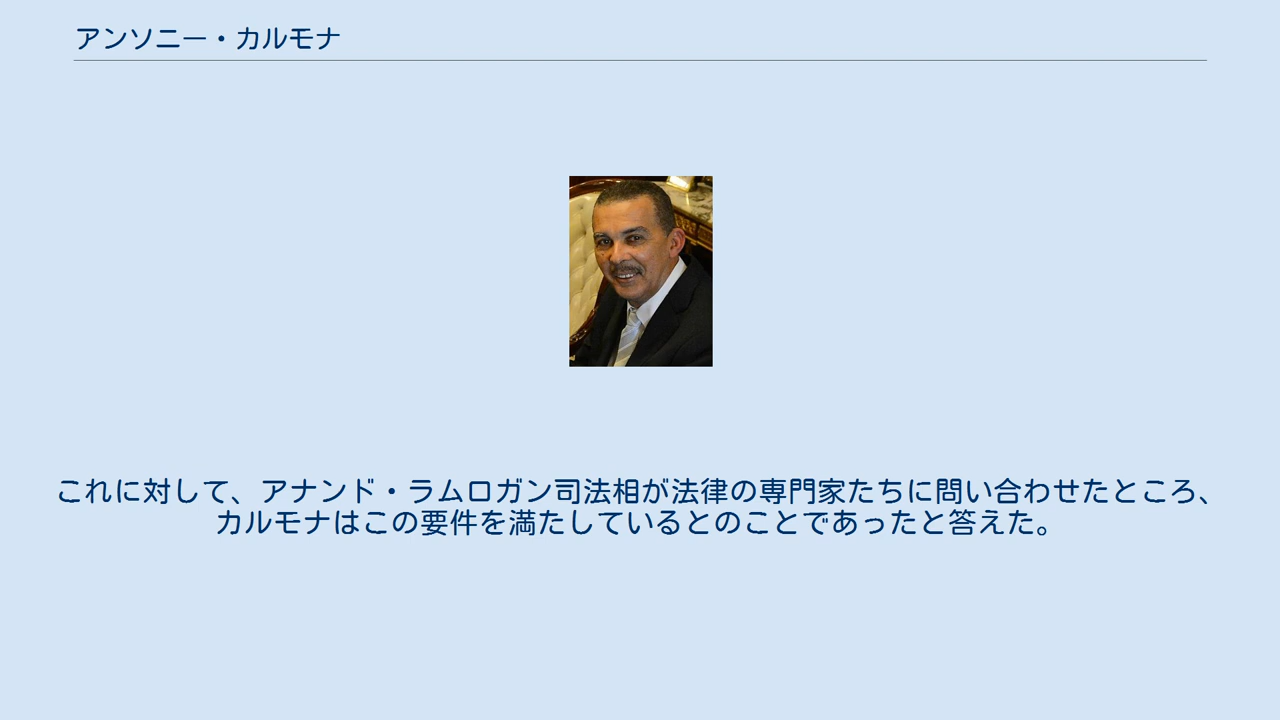 アンソニー・カルモナ
これに対して、アナンド・ラムロガン司法相が法律の専門家たちに問い合わせたところ、
カルモナはこの要件を満たしているとのことであったと答えた。